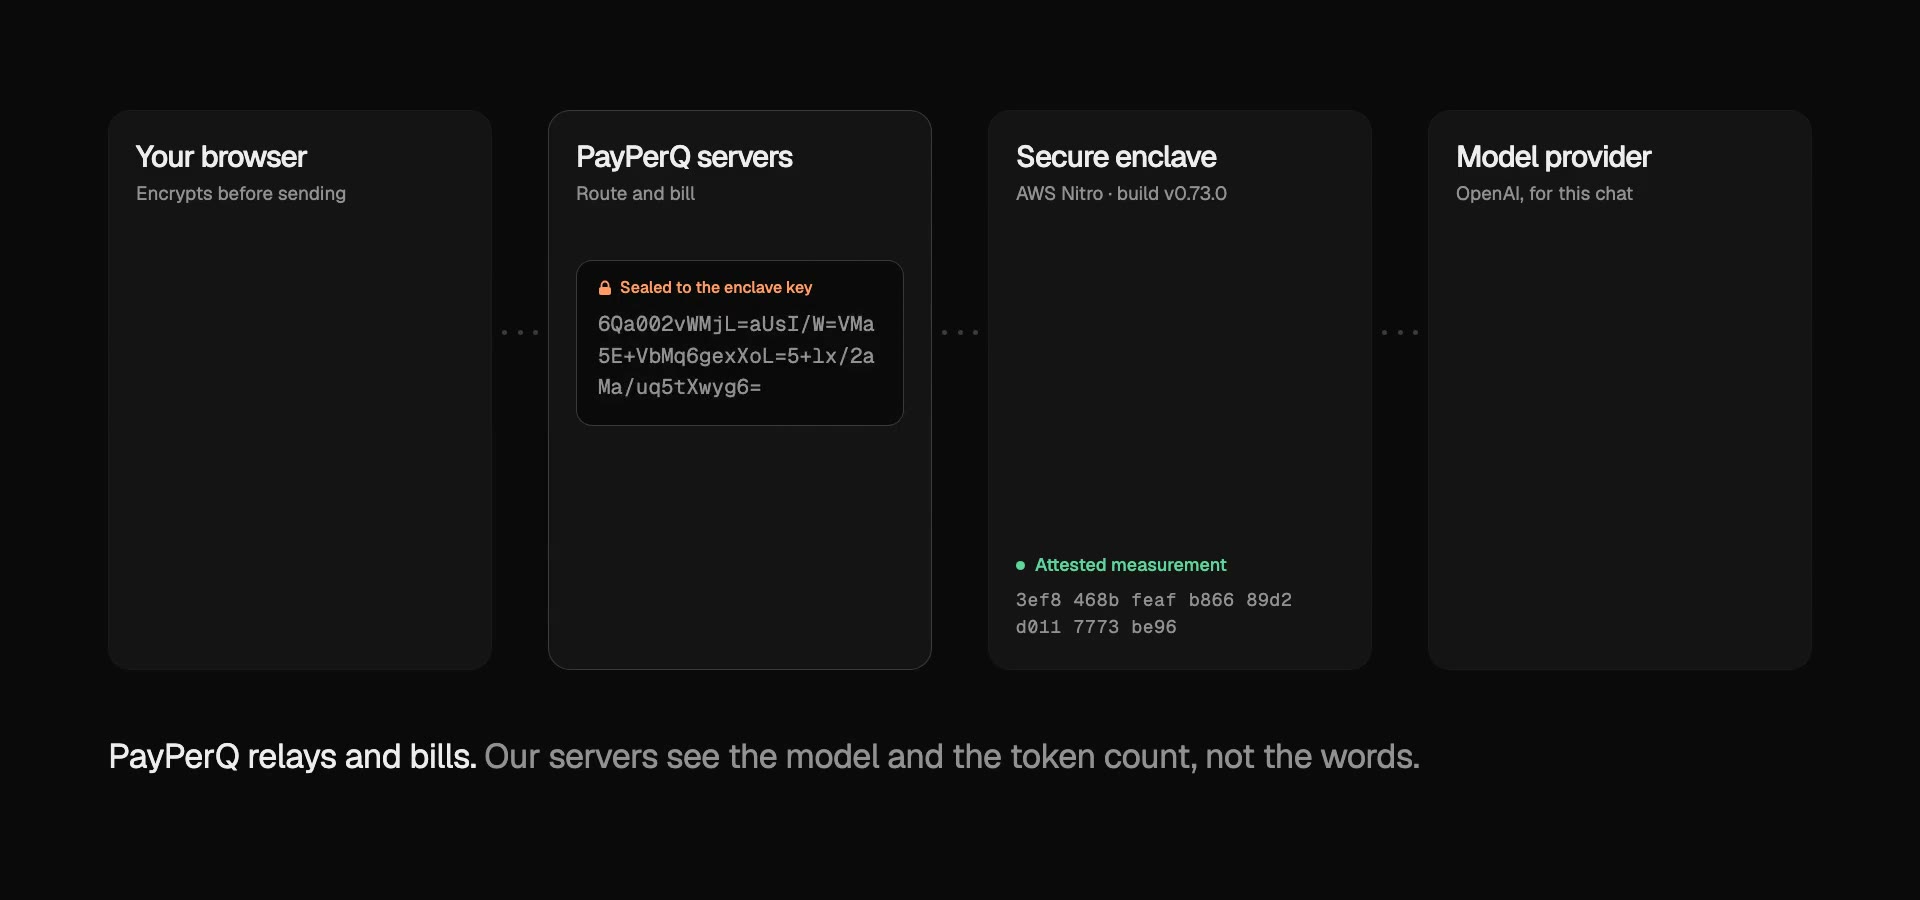 Your browser
Encrypts before sending
PayPerQ servers
Route and bill
Sealed to the enclave key
6Qa002vWMjL=aUsI/W=VMa
5E+VbMq6gexXoL=5+lx/2a
Ma/uq5tXwyg6=
Secure enclave
AWS Nitro · build v0.73.0
Attested measurement
3ef8 468b feaf b866 89d2
d011 7773 be96
Model provider
OpenAI, for this chat
PayPerQ relays and bills. Our servers see the model and the token count, not the words.